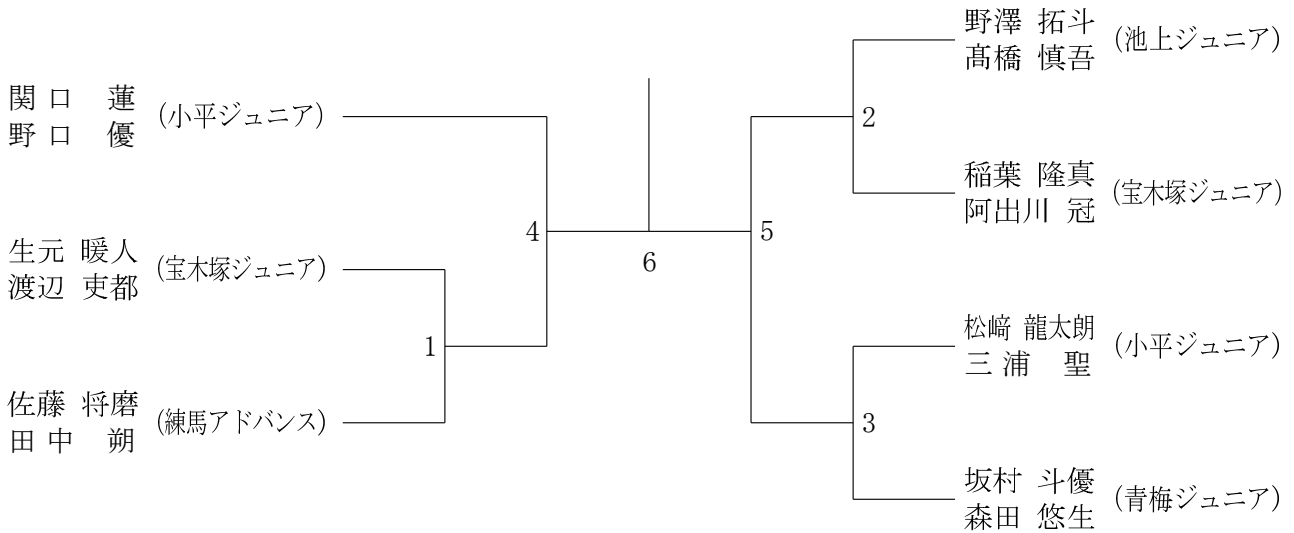 関口 蓮
野口 優
(小平ジュニア)
生元 暖人
渡辺 吏都
(宝木塚ジュニア)
佐藤 将磨
田中 朔
(練馬アドバンス)
1
4
6
5
2
3
野澤 拓斗
髙橋 慎吾
(池上ジュニア)
稲葉 隆真
阿出川 冠
(宝木塚ジュニア)
松﨑 龍太朗
三浦 聖
(小平ジュニア)
坂村 斗優
森田 悠生
(青梅ジュニア)